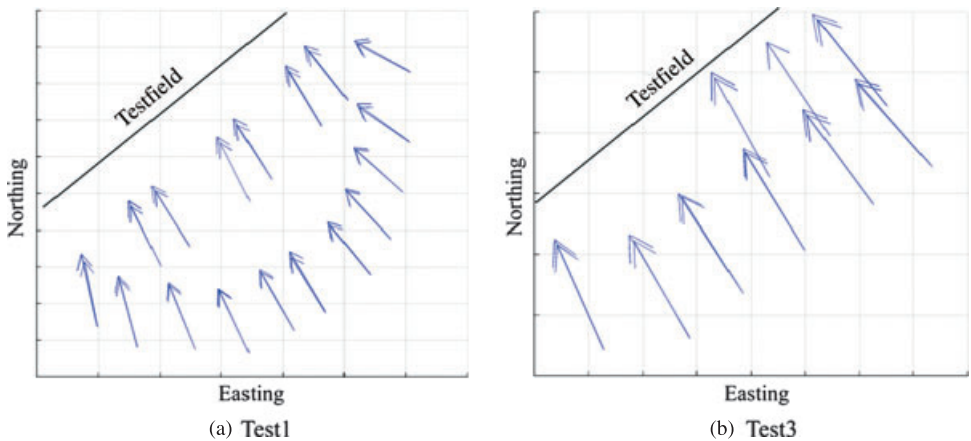 Testfield
Northing
Easting
(a) Test1
Testfield
Northing
Easting
(b) Test3